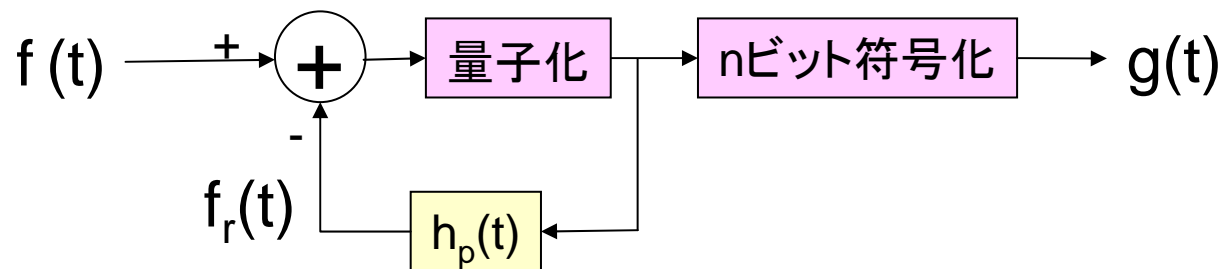 f (t)
+
+
量子化
nビット符号化
g(t)
-
fr(t)
hp(t)